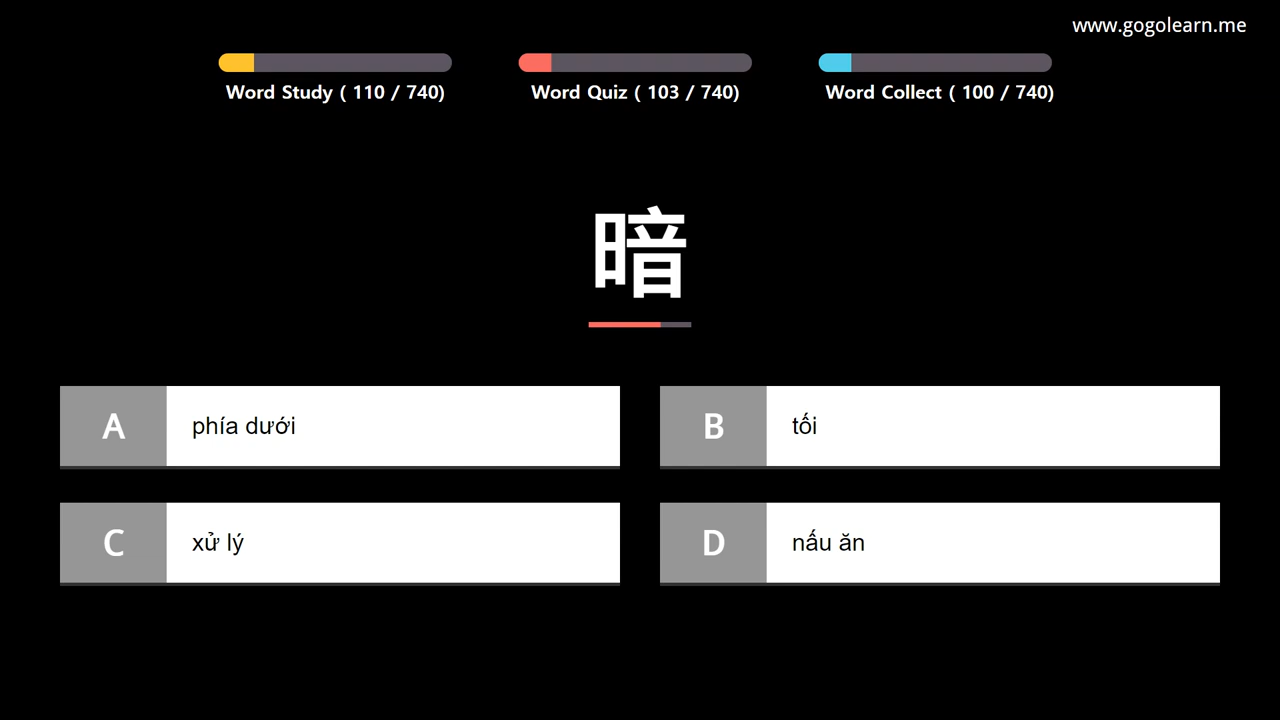 www.gogolearn.me
Word Study ( 110 / 740)
Word Quiz ( 103 / 740)
Word Collect ( 100 / 740)
暗
A phía dưới
B tối
C xử lý
D nấu ăn